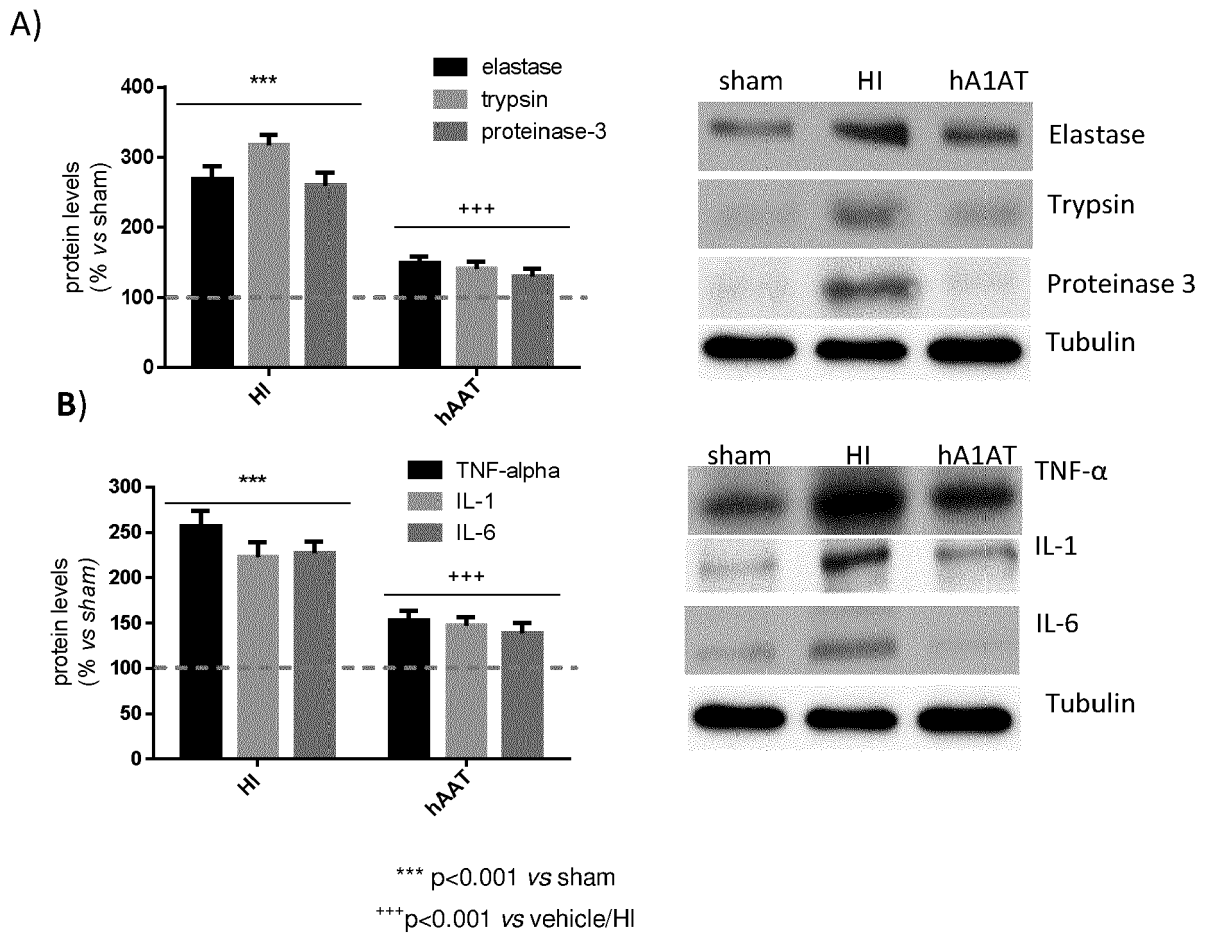 A)
protein levels
(% vs sham)
400
300
200
100
0
***
+++
elastase
trypsin
proteinase-3
HI
hAAT
sham HI hA1AT
Elastase
Trypsin
Proteinase 3
Tubulin
B)
protein levels
(% vs sham)
300
250
200
150
100
50
0
***
+++
TNF-alpha
IL-1
IL-6
HI
hAAT
sham HI hA1AT
TNF-α
IL-1
IL-6
Tubulin
*** p<0.001 vs sham
+++p<0.001 vs vehicle/HI